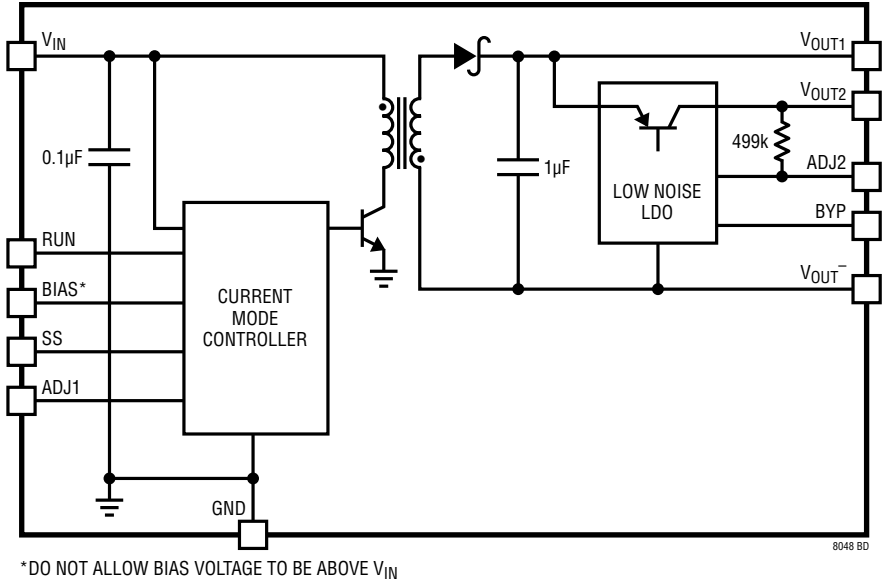 VIN
VOUT1
VOUT2
499k
0.1µF
1µF
ADJ2
LOW NOISE
LDO
BYP
RUN
VOUT–
BIAS*
CURRENT
MODE
CONTROLLER
SS
ADJ1
GND
8048 BD
*DO NOT ALLOW BIAS VOLTAGE TO BE ABOVE VIN